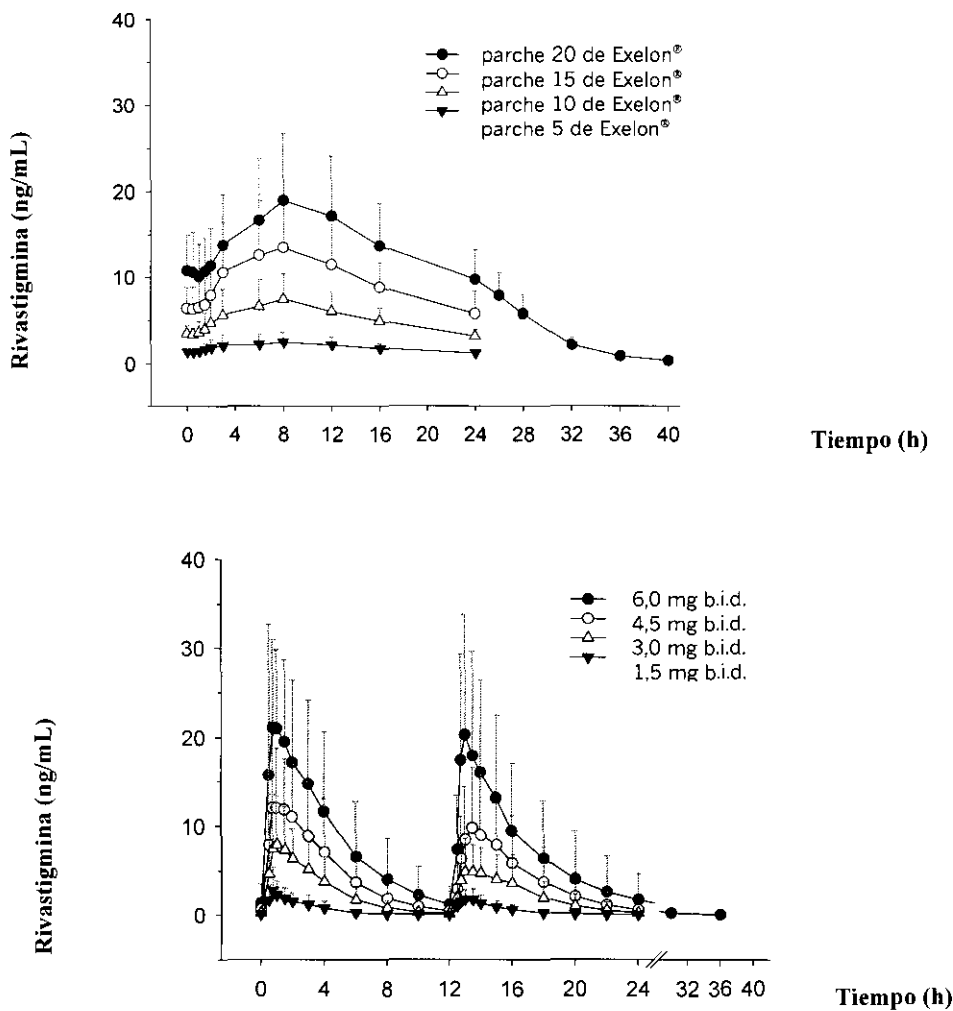 40
30
20
10
0
Rivastigmina (ng/mL)
parche 20 de Exelon®
parche 15 de Exelon®
parche 10 de Exelon®
parche 5 de Exelon®
0 4 8 12 16 20 24 28 32 36 40
Tiempo (h)
40
30
20
10
0
Rivastigmina (ng/mL)
6,0 mg b.i.d.
4,5 mg b.i.d.
3,0 mg b.i.d.
1,5 mg b.i.d.
0 4 8 12 16 20 24 32 36 40
Tiempo (h)